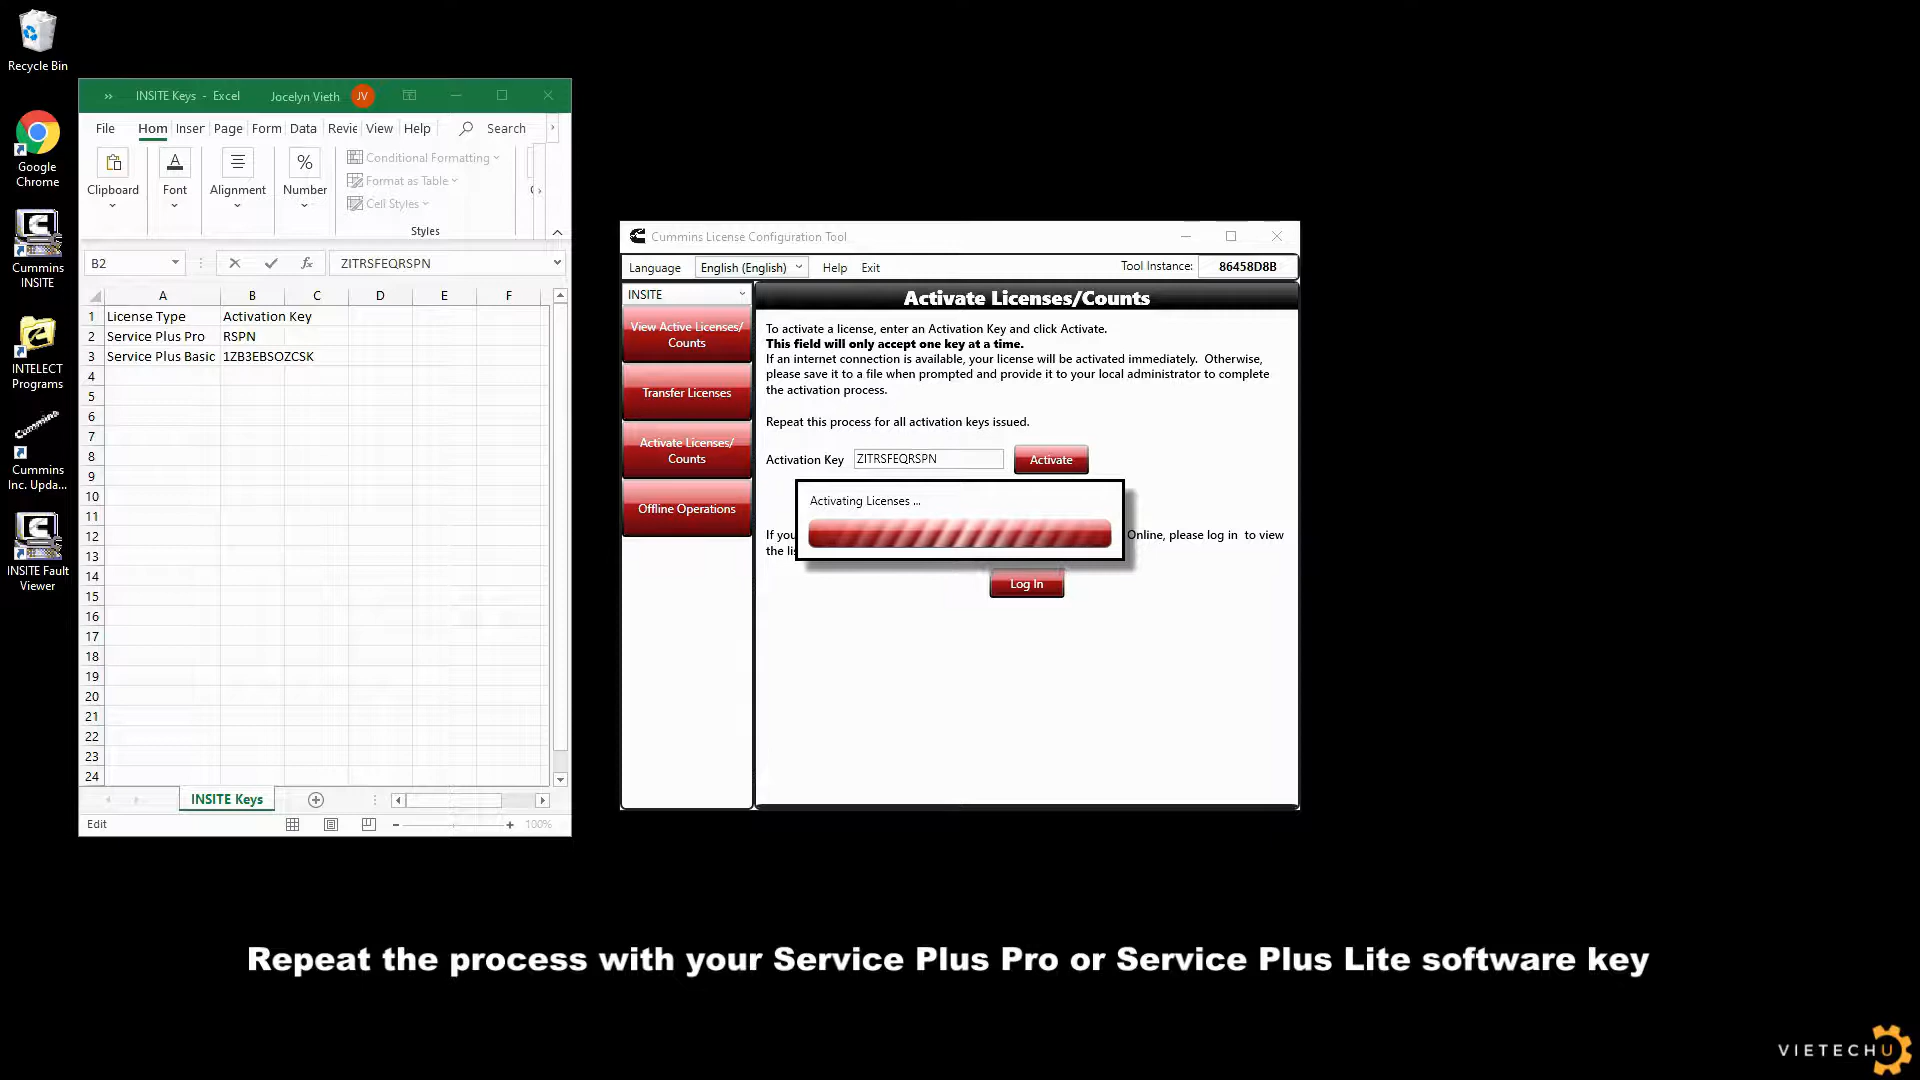 Recycle Bin
Google
Chrome
Cummins
INSITE
INTELECT
Programs
Cummins
Inc. Upda...
INSITE Fault
Viewer
INSITE Keys - Excel
Jocelyn Vieth
JV
File Hom Inser Page Form Data Revie View Help Search
Clipboard
Font
Alignment
%
Number
Conditional Formatting
Format as Table
Cell Styles
Styles
B2
fx
ZITRSFEQRSPN
A B C D E F
1 License Type Activation Key
2 Service Plus Pro RSPN
3 Service Plus Basic 1ZB3EBSOZCSK
4
5
6
7
8
9
10
11
12
13
14
15
16
17
18
19
20
21
22
23
24
INSITE Keys
Edit
100%
Cummins License Configuration Tool
Language English (English) Help Exit
Tool Instance: 86458D8B
INSITE
View Active Licenses/
Counts
Transfer Licenses
Activate Licenses/
Counts
Offline Operations
Activate Licenses/Counts
To activate a license, enter an Activation Key and click Activate.
This field will only accept one key at a time.
If an internet connection is available, your license will be activated immediately. Otherwise,
please save it to a file when prompted and provide it to your local administrator to complete
the activation process.
Repeat this process for all activation keys issued.
Activation Key ZITRSFEQRSPN Activate
Activating Licenses ...
If you Online, please log in to view
the
Log In
Repeat the process with your Service Plus Pro or Service Plus Lite software key
VIETECHU